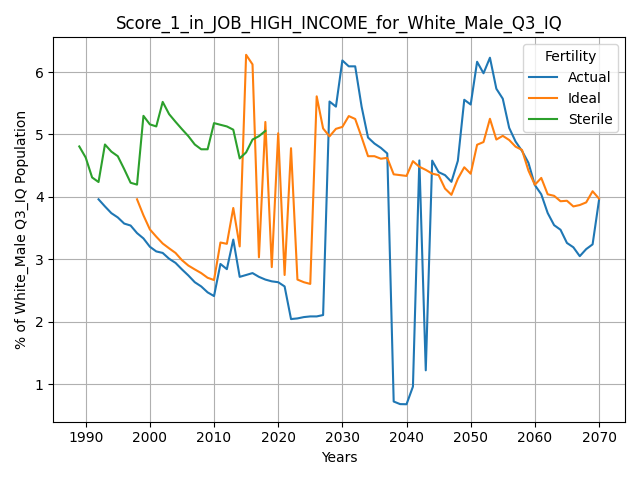 Score_1_in_JOB_HIGH_INCOME_for_White_Male_Q3_IQ
Fertility
Actual
Ideal
Sterile
% of White_Male Q3_IQ Population
6
5
4
3
2
1
1990 2000 2010 2020 2030 2040 2050 2060 2070
Years